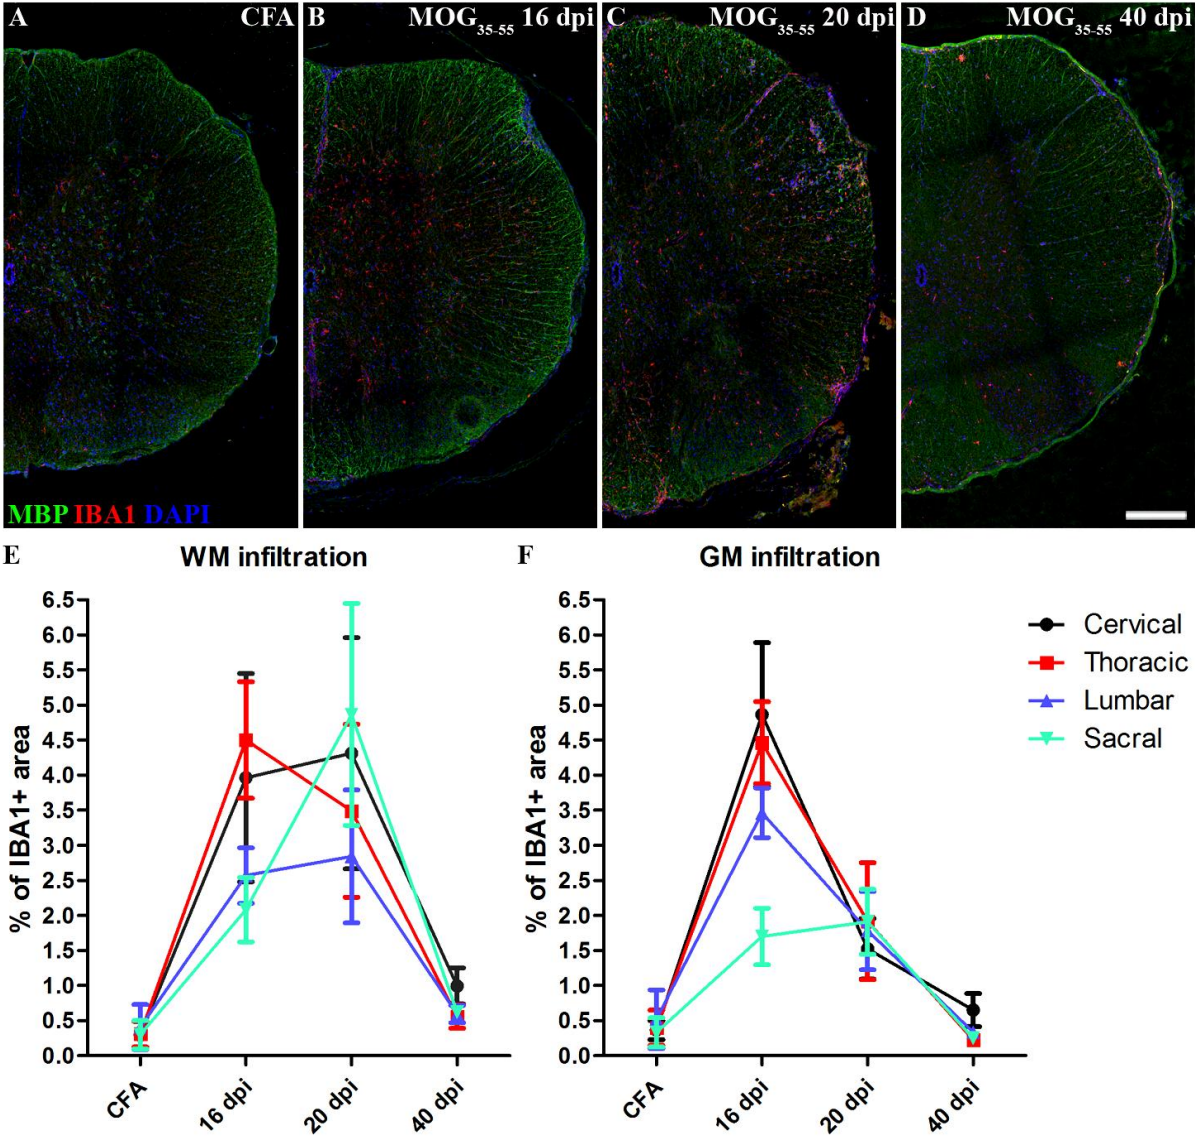 A CFA
B MOG35-55 16 dpi
C MOG35-55 20 dpi
D MOG35-55 40 dpi
MBP IBA1 DAPI
E WM infiltration
% of IBA1+ area
6.5
6.0
5.5
5.0
4.5
4.0
3.5
3.0
2.5
2.0
1.5
1.0
0.5
0.0
CFA
16 dpi
20 dpi
40 dpi
F GM infiltration
% of IBA1+ area
6.5
6.0
5.5
5.0
4.5
4.0
3.5
3.0
2.5
2.0
1.5
1.0
0.5
0.0
CFA
16 dpi
20 dpi
40 dpi
Cervical
Thoracic
Lumbar
Sacral